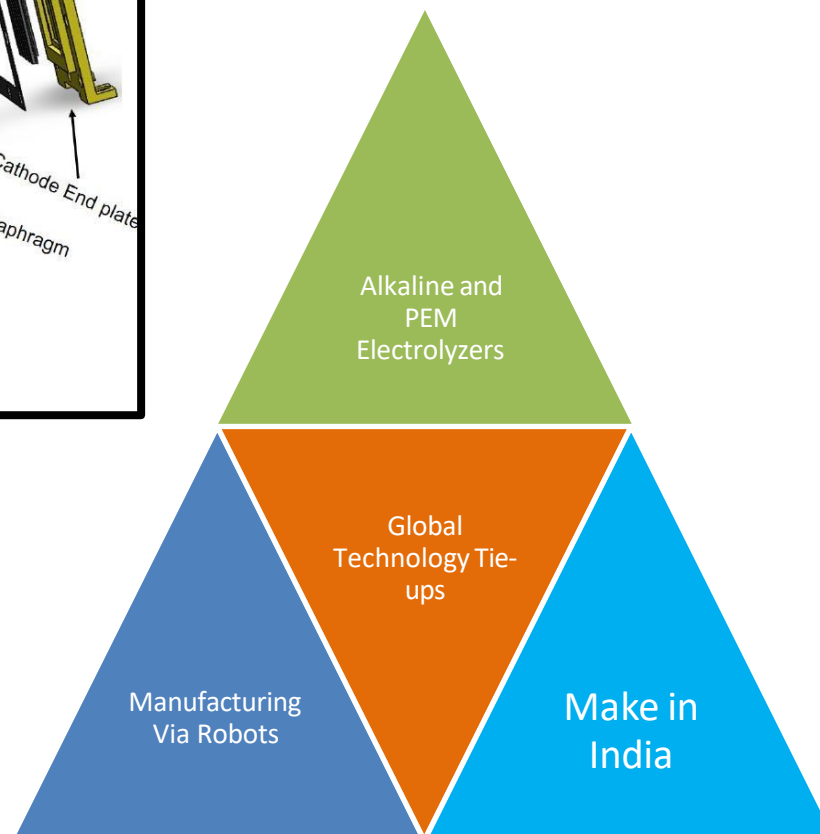 Cathode End plate
aphragm
Alkaline and
PEM
Electrolyzers
Global
Technology Tie-
ups
Manufacturing
Via Robots
Make in
India